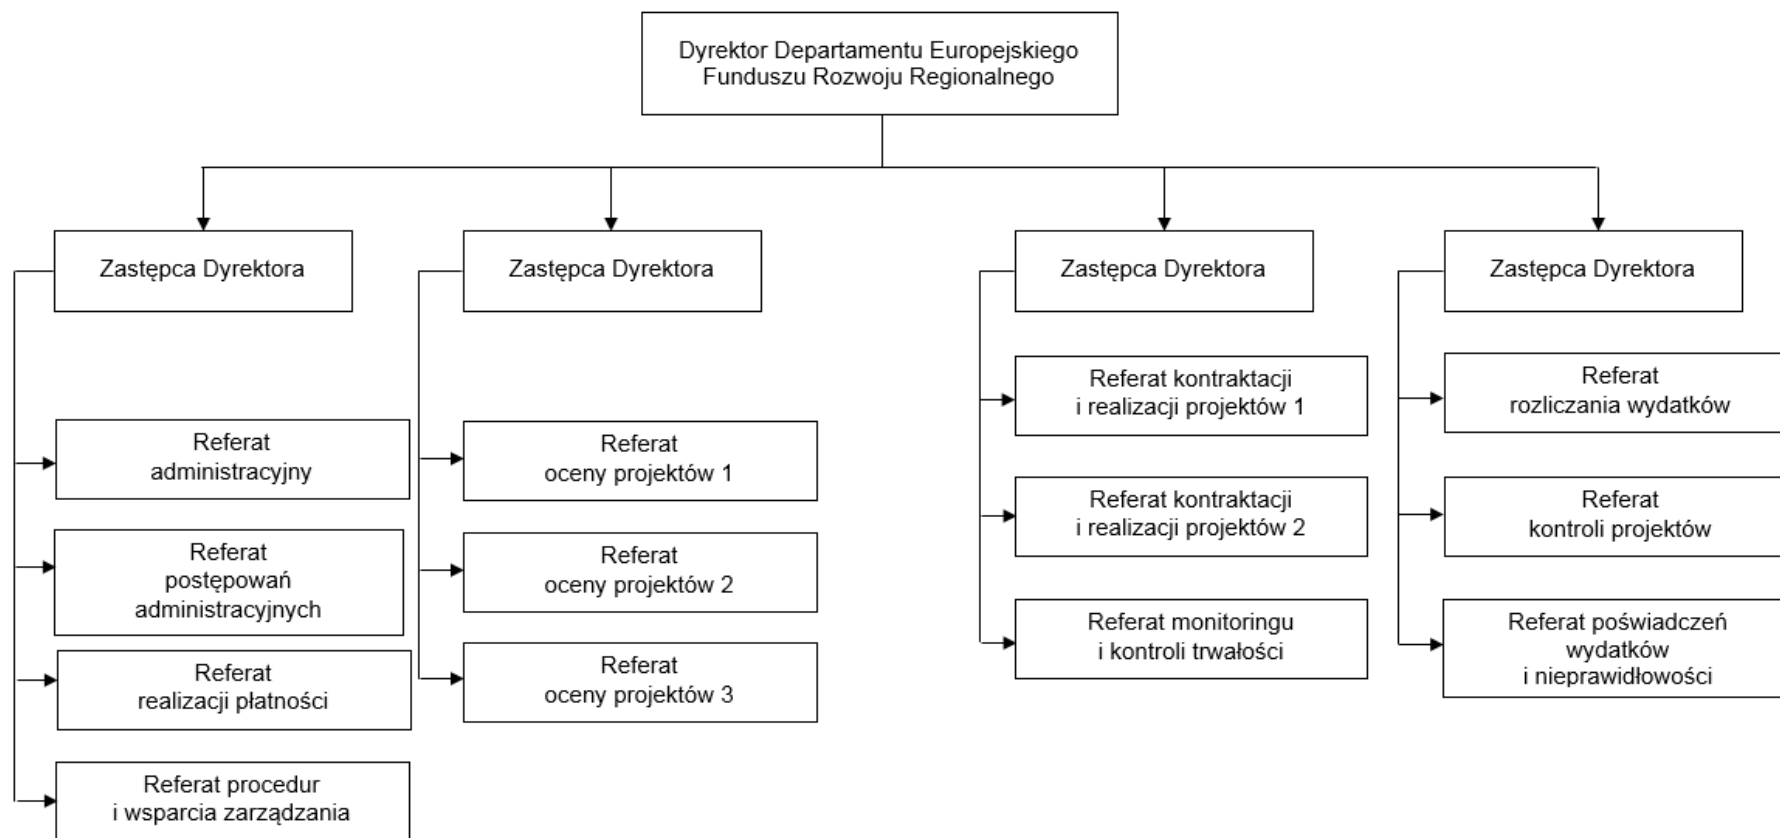 Dyrektor Departamentu Europejskiego
Funduszu Rozwoju Regionalnego
Zastępca Dyrektora
Zastępca Dyrektora
Zastępca Dyrektora
Zastępca Dyrektora
Referat
administracyjny
Referat
postępowań
administracyjnych
Referat
realizacji płatności
Referat procedur
i wsparcia zarządzania
Referat
oceny projektów 1
Referat
oceny projektów 2
Referat
oceny projektów 3
Referat kontraktacji
i realizacji projektów 1
Referat kontraktacji
i realizacji projektów 2
Referat monitoringu
i kontroli trwałości
Referat
rozliczania wydatków
Referat
kontroli projektów
Referat poświadczeń
wydatków
i nieprawidłowości